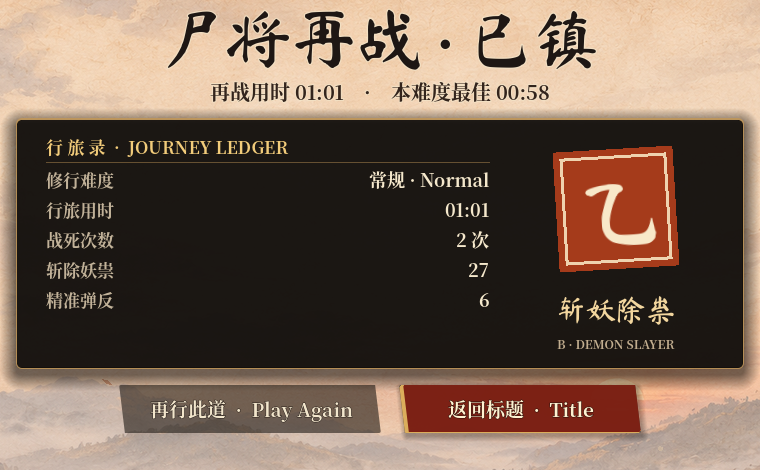 尸将再战·已镇
再战用时 01:01 · 本难度最佳 00:58
行旅录 · JOURNEY LEDGER
修行难度 常规 · Normal
行旅用时 01:01
战死次数 2 次
斩除妖祟 27
精准弹反 6
乙
斩妖除祟
B · DEMON SLAYER
再行此道 · Play Again
返回标题 · Title